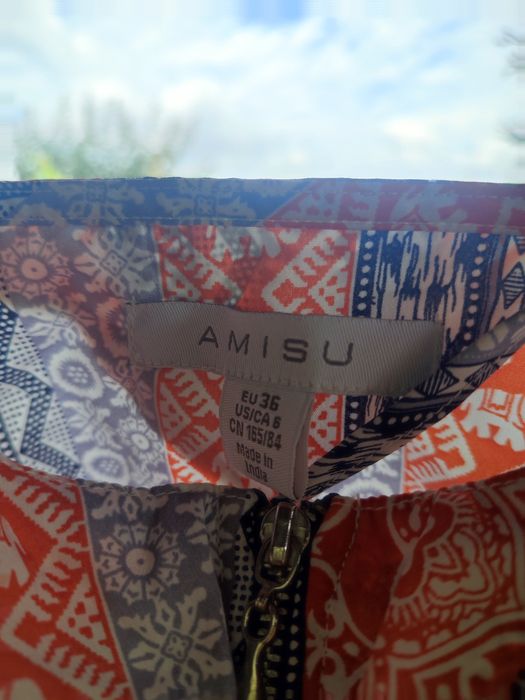 AMISU
EU 36
US/CA 6
CN 165/84
Made in
India